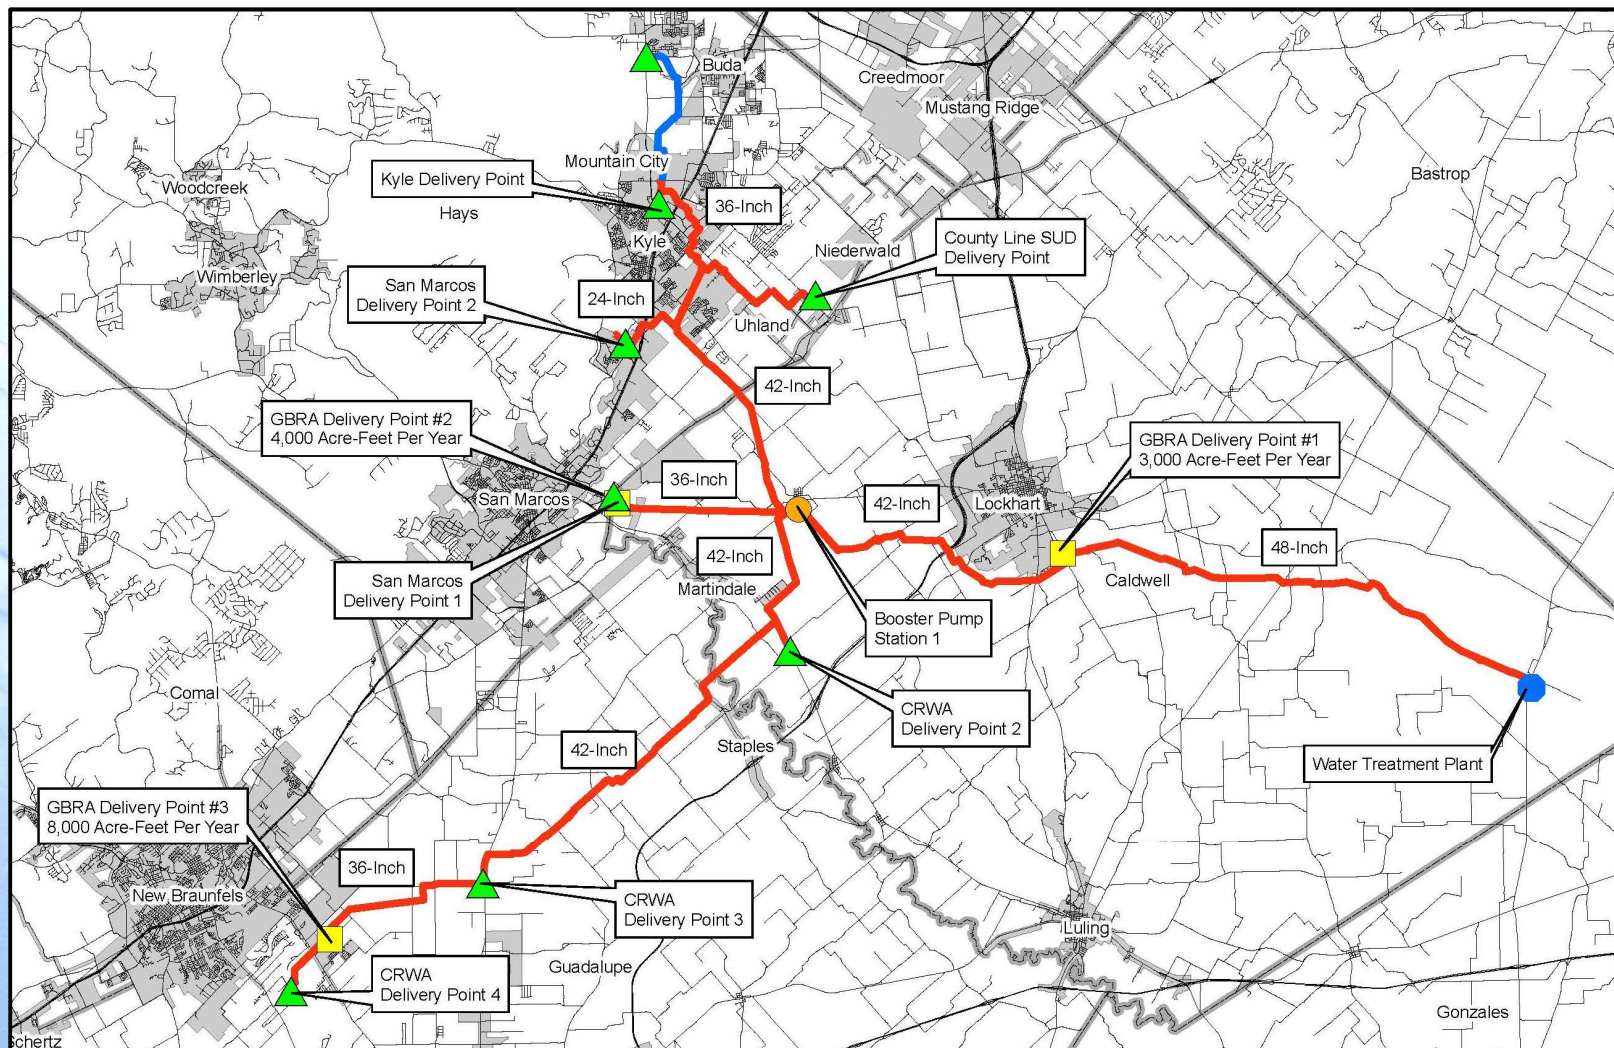 Buda
Creedmoor
Mustang Ridge
Mountain City
Woodcreek
Hays
Kyle Delivery Point
36-Inch
Bastrop
Kyle
Niederwald
County Line SUD
Delivery Point
Wimberley
San Marcos
Delivery Point 2
24-Inch
Uhland
42-Inch
GBRA Delivery Point #2
4,000 Acre-Feet Per Year
GBRA Delivery Point #1
3,000 Acre-Feet Per Year
San Marcos
36-Inch
42-Inch
Lockhart
42-Inch
48-Inch
San Marcos
Delivery Point 1
Martindale
Caldwell
Booster Pump
Station 1
Comal
CRWA
Delivery Point 2
42-Inch
Staples
Water Treatment Plant
GBRA Delivery Point #3
8,000 Acre-Feet Per Year
36-Inch
New Braunfels
CRWA
Delivery Point 3
Luling
Guadalupe
CRWA
Delivery Point 4
Gonzales
Schertz